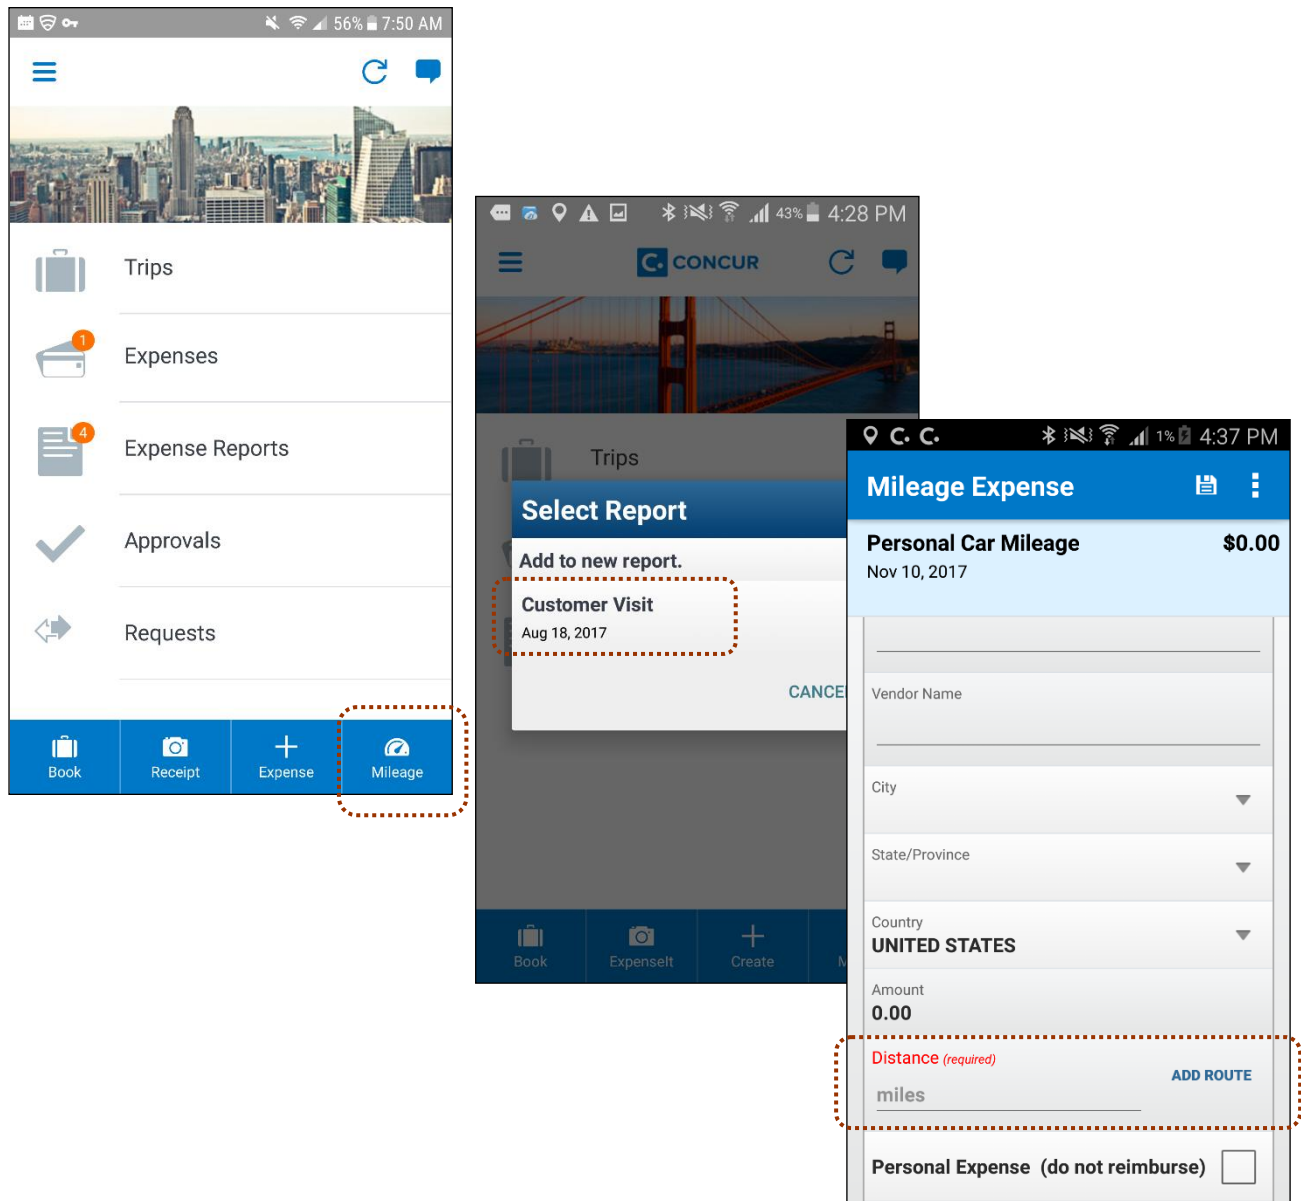 56% 7:50 AM
1
Trips
Expenses
4
Expense Reports
Approvals
Requests
Book
Receipt
Expense
Mileage
43% 4:28 PM
C. CONCUR
Trips
Select Report
Add to new report.
Customer Visit
Aug 18, 2017
CANCE
Book
ExpenseIt
Create
M
C. C. 1% 4:37 PM
Mileage Expense
Personal Car Mileage $0.00
Nov 10, 2017
Vendor Name
City
State/Province
Country
UNITED STATES
Amount
0.00
Distance (required)
ADD ROUTE
miles
Personal Expense (do not reimburse)